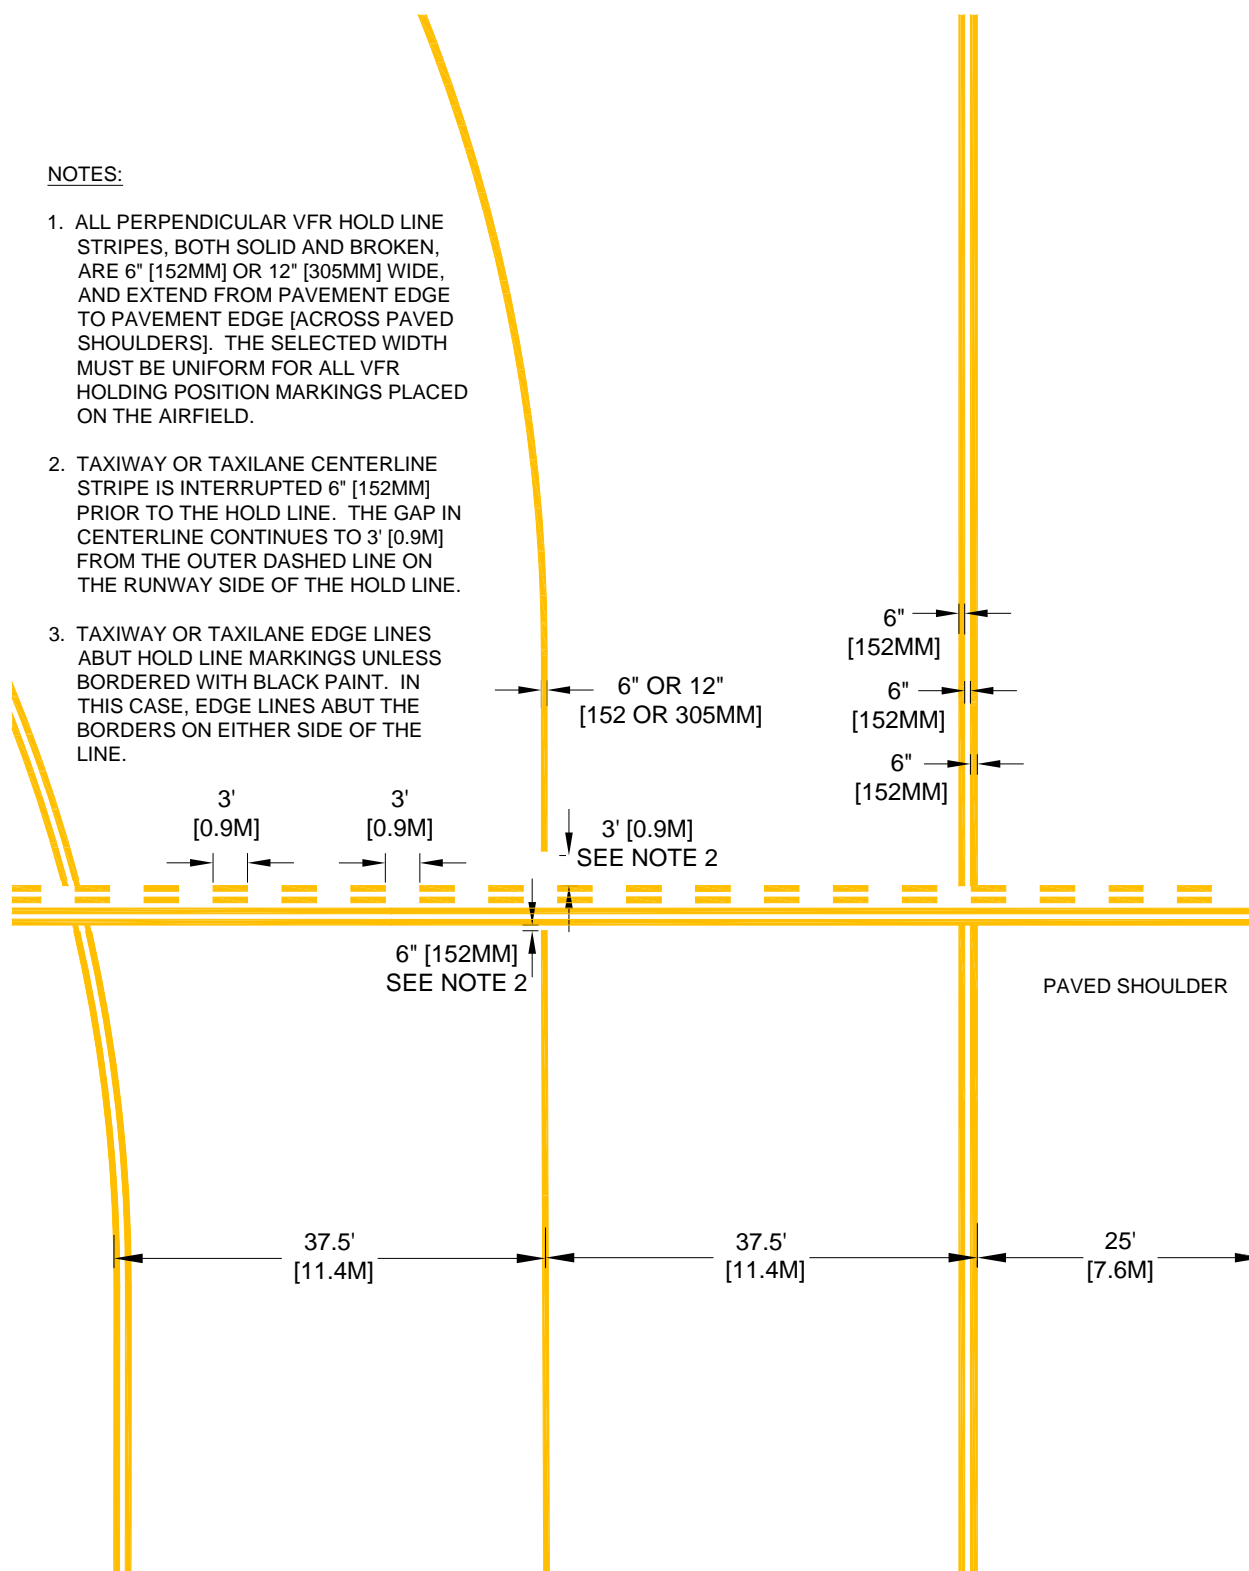 NOTES:
1. ALL PERPENDICULAR VFR HOLD LINE
STRIPES, BOTH SOLID AND BROKEN,
ARE 6" [152MM] OR 12" [305MM] WIDE,
AND EXTEND FROM PAVEMENT EDGE
TO PAVEMENT EDGE [ACROSS PAVED
SHOULDERS]. THE SELECTED WIDTH
MUST BE UNIFORM FOR ALL VFR
HOLDING POSITION MARKINGS PLACED
ON THE AIRFIELD.
2. TAXIWAY OR TAXILANE CENTERLINE
STRIPE IS INTERRUPTED 6" [152MM]
PRIOR TO THE HOLD LINE. THE GAP IN
CENTERLINE CONTINUES TO 3' [0.9M]
FROM THE OUTER DASHED LINE ON
THE RUNWAY SIDE OF THE HOLD LINE.
3. TAXIWAY OR TAXILANE EDGE LINES
ABUT HOLD LINE MARKINGS UNLESS
BORDERED WITH BLACK PAINT. IN
THIS CASE, EDGE LINES ABUT THE
BORDERS ON EITHER SIDE OF THE
LINE.
6"
[152MM]
6" OR 12"
[152 OR 305MM]
6"
[152MM]
6"
[152MM]
3'
[0.9M]
3'
[0.9M]
3' [0.9M]
SEE NOTE 2
6" [152MM]
SEE NOTE 2
PAVED SHOULDER
37.5'
[11.4M]
37.5'
[11.4M]
25'
[7.6M]